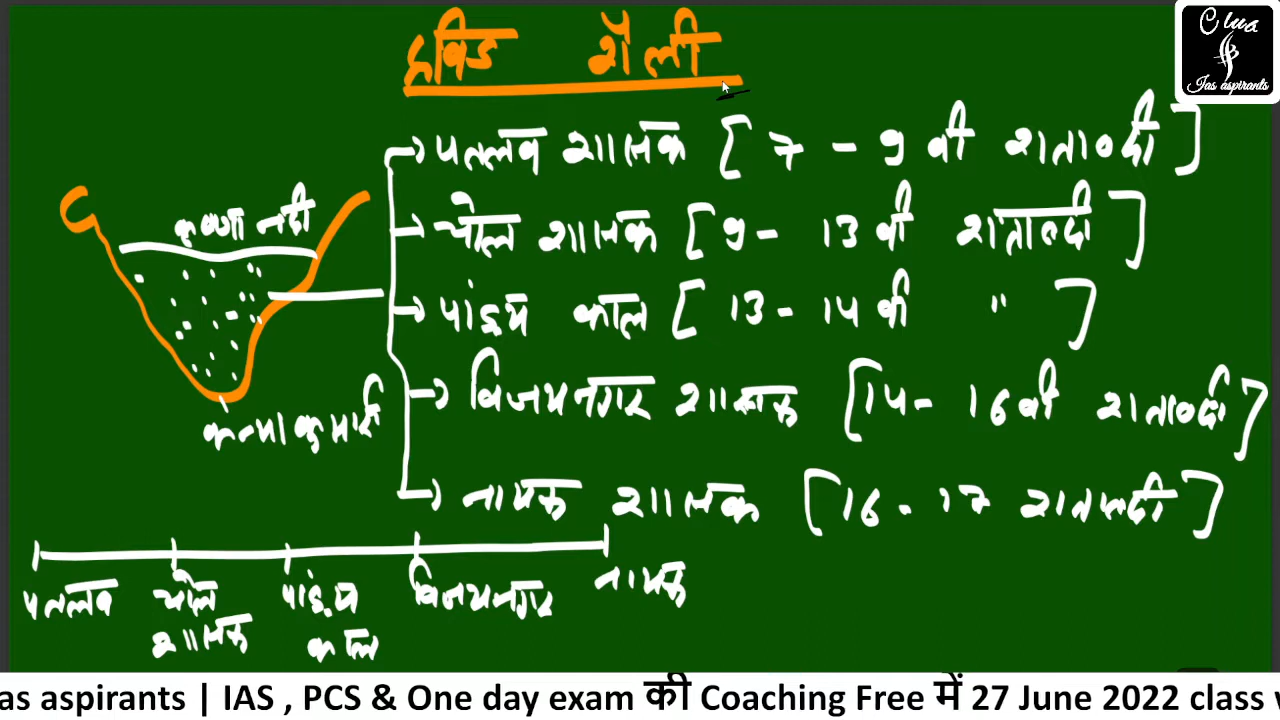 द्रविड शैली
Clue
Ias aspirants
पल्लव शासक [ 7 - 9 वी शताब्दी ]
चोल शासक [ 9 - 13 वी शताब्दी ]
कृष्णा नदी
पांड्य काल [ 13 - 14 वी " ]
विजयनगर शासक [ 14 - 16 वी शताब्दी ]
कन्याकुमारी
नायक शासक [ 16 - 17 शताब्दी ]
पल्लव चोल शासक पांड्य काल विजयनगर नायक
as aspirants | IAS , PCS & One day exam की Coaching Free में 27 June 2022 class